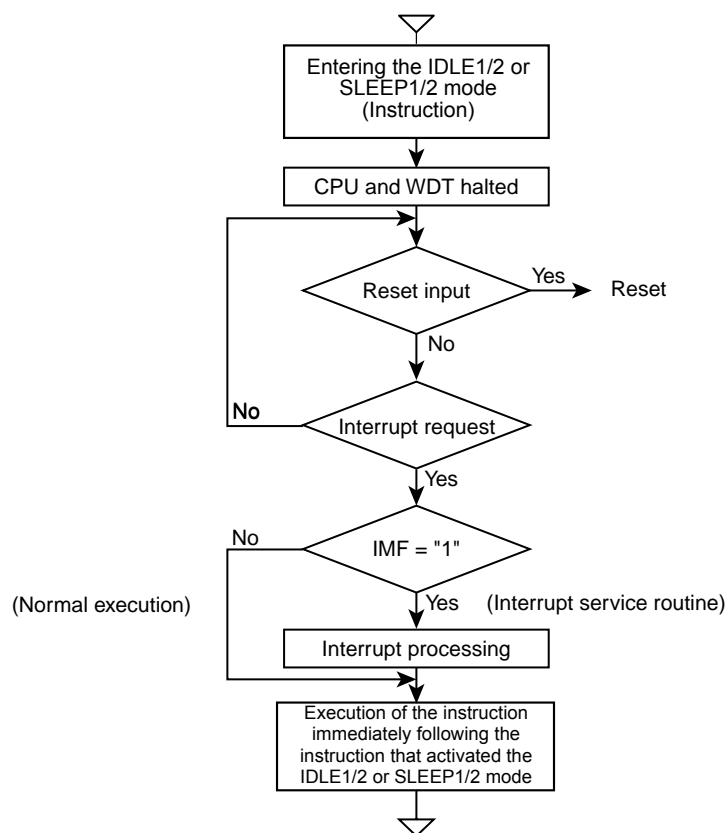 Entering the IDLE1/2 or
SLEEP1/2 mode
(Instruction)
CPU and WDT halted
Reset input
Yes
Reset
No
No
Interrupt request
Yes
No
IMF = "1"
(Normal execution)
Yes
(Interrupt service routine)
Interrupt processing
Execution of the instruction
immediately following the
instruction that activated the
IDLE1/2 or SLEEP1/2 mode